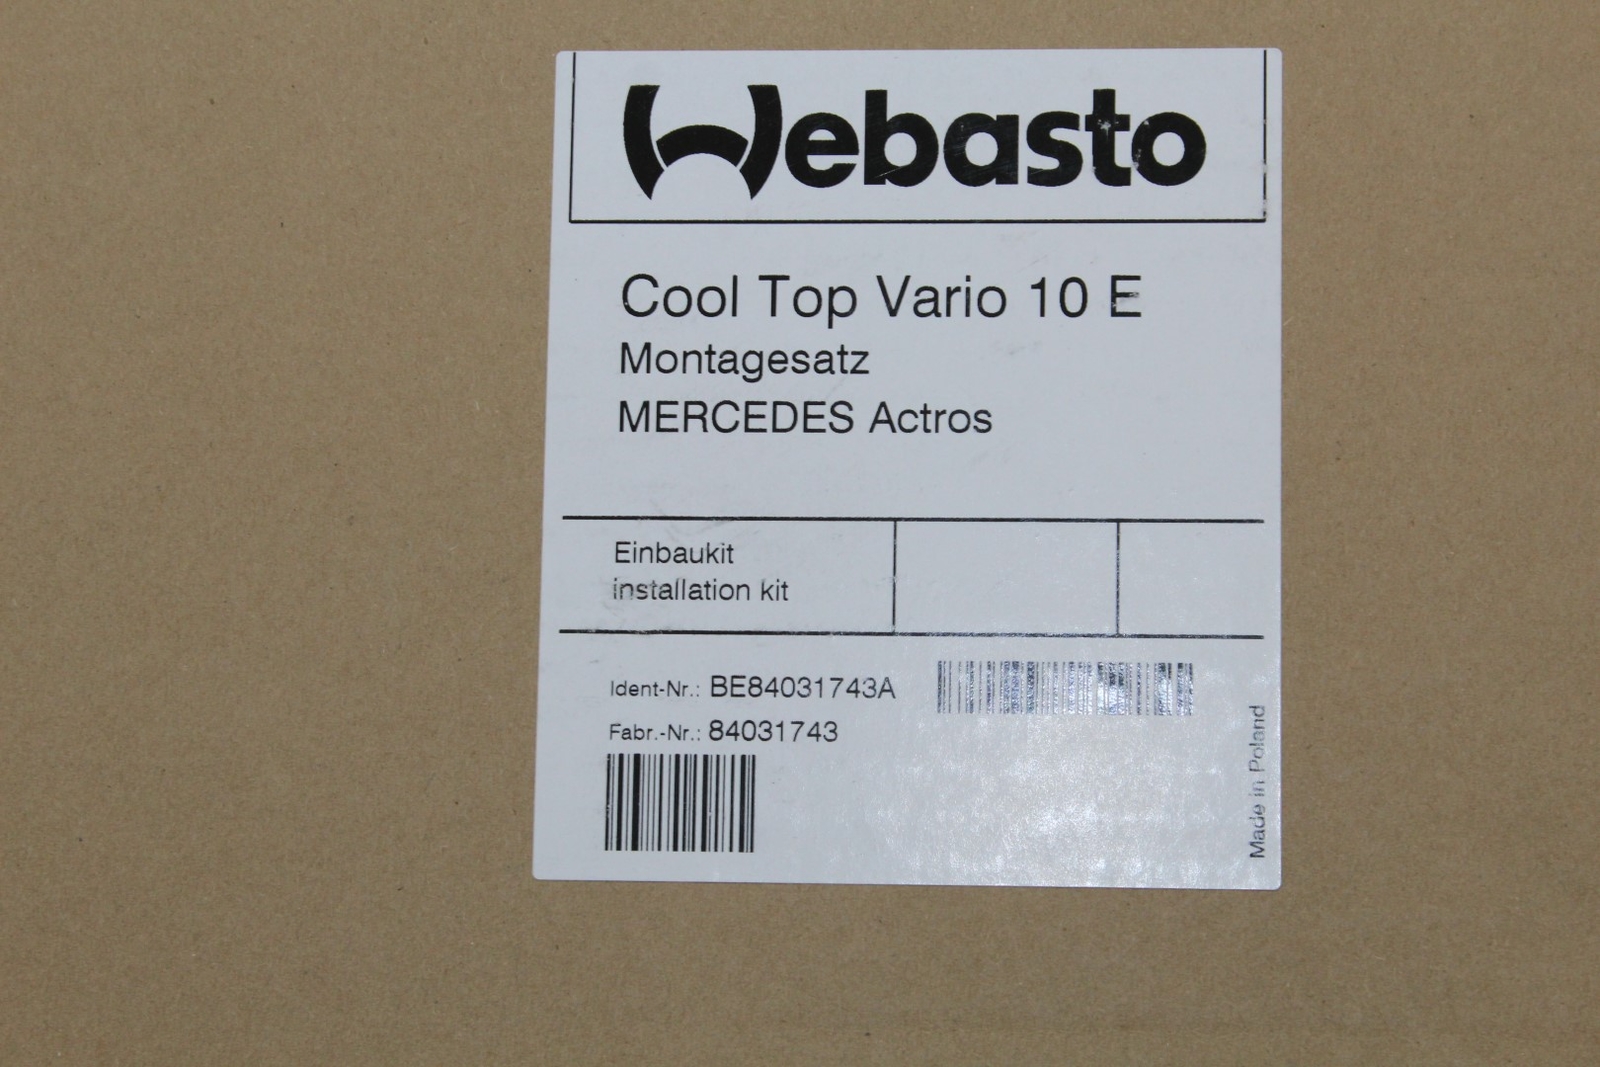 Webasto
Cool Top Vario 10 E
Montagesatz
MERCEDES Actros
Einbaukit
installation kit
Ident-Nr.: BE84031743A
Fabr.-Nr.: 84031743
Made in Poland